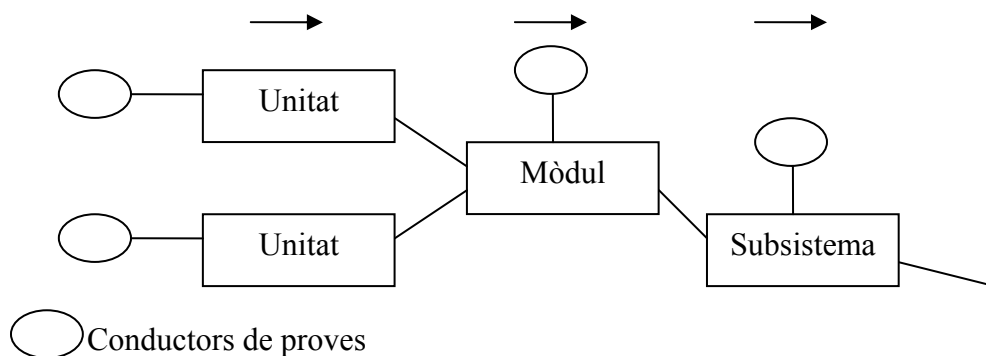 Unitat
Mòdul
Unitat
Subsistema
Conductors de proves